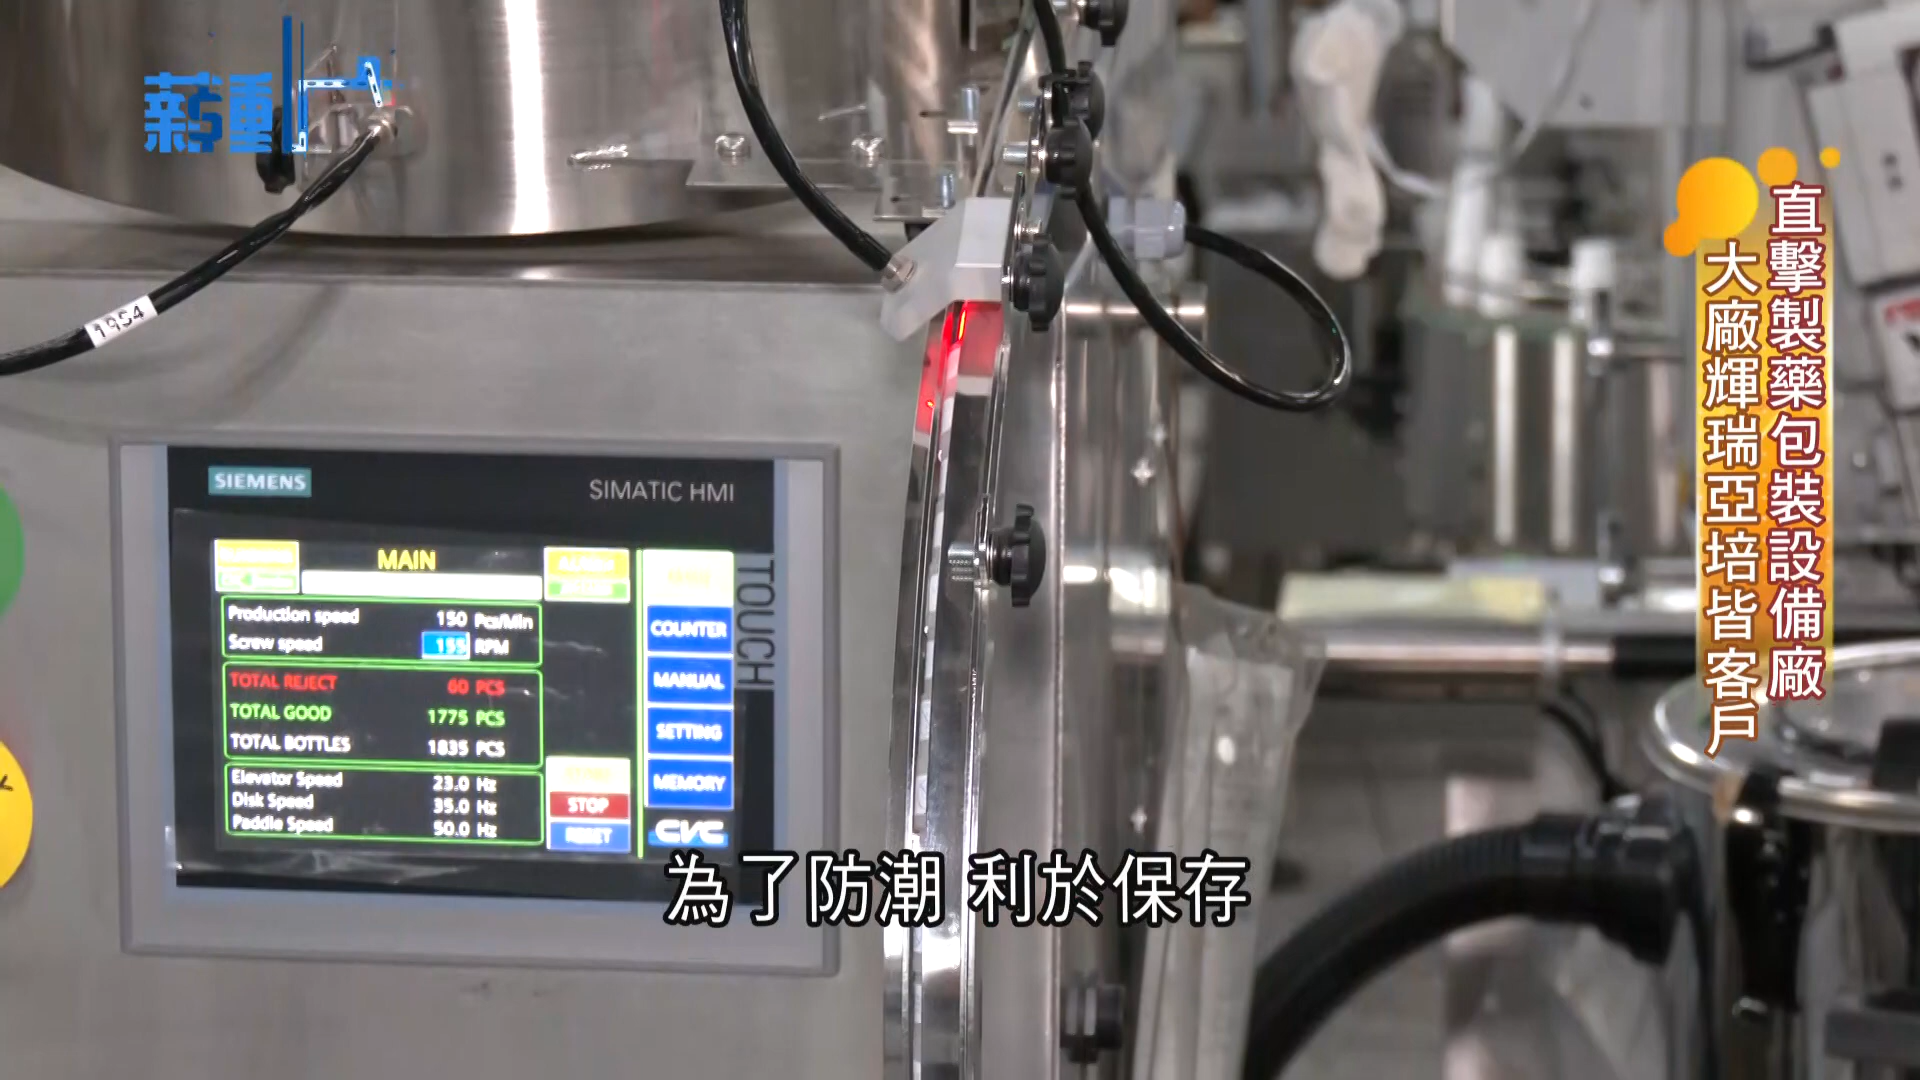 薪重
直擊製藥包裝設備廠
大廠輝瑞亞培皆客戶
1954
SIEMENS
SIMATIC HMI
TOUCH
MAIN
Production speed 150 Pcs/Min
Screw speed 155 RPM
TOTAL REJECT 60 PCS
TOTAL GOOD 1775 PCS
TOTAL BOTTLES 1835 PCS
Elevator Speed 23.0 Hz
Disk Speed 35.0 Hz
Paddle Speed 50.0 Hz
STOP
RESET
COUNTER
MANUAL
SETTING
MEMORY
CVC
為了防潮 利於保存